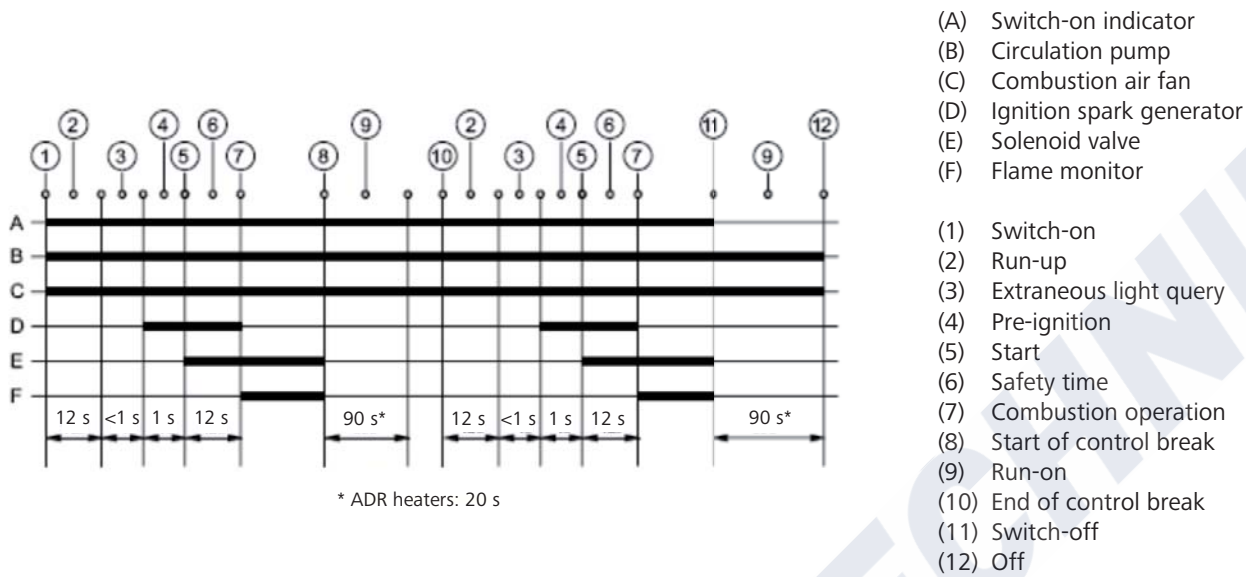 (A) Switch-on indicator
(B) Circulation pump
(C) Combustion air fan
(D) Ignition spark generator
(E) Solenoid valve
(F) Flame monitor
(1) Switch-on
(2) Run-up
(3) Extraneous light query
(4) Pre-ignition
(5) Start
(6) Safety time
(7) Combustion operation
(8) Start of control break
(9) Run-on
(10) End of control break
(11) Switch-off
(12) Off
2 4 6 9 2 4 6 11 12
1 3 5 7 8 10 3 5 7 9
A
B
C
D
E
F
12 s <1 s 1 s 12 s 90 s* 12 s <1 s 1 s 12 s 90 s*
* ADR heaters: 20 s
TECHNI